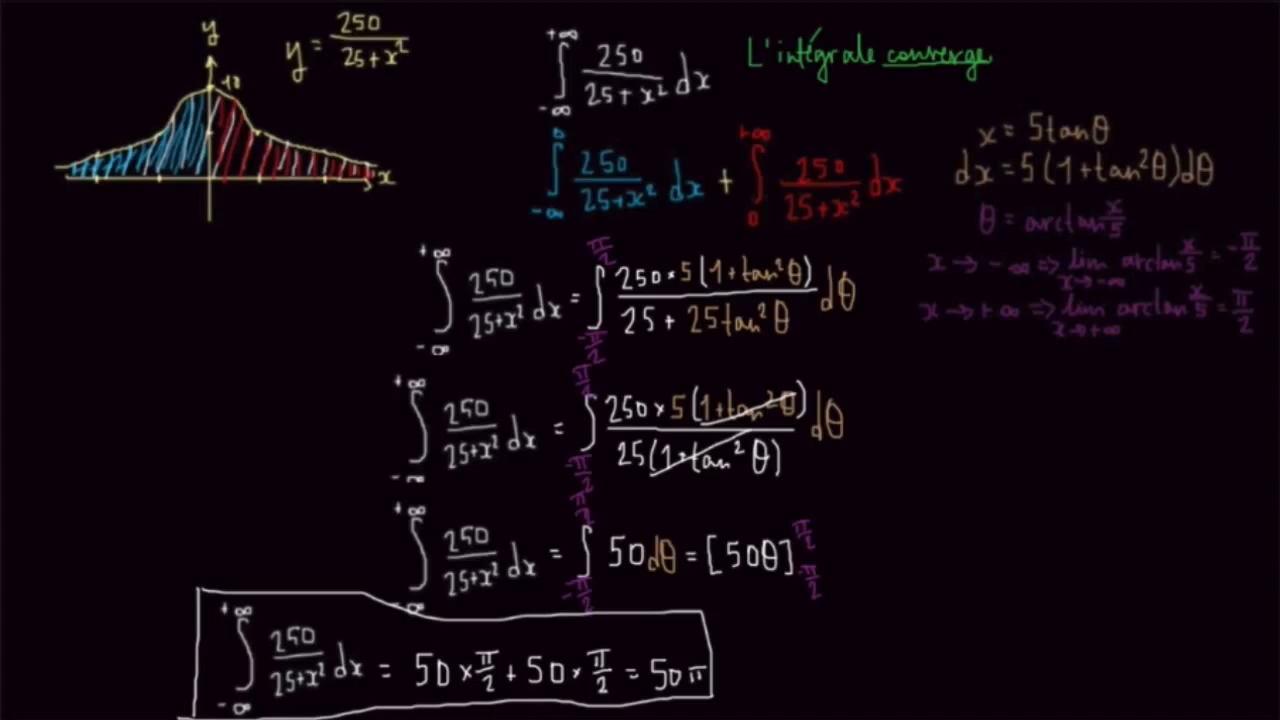 y
y = 250/(25+x²)
10
x
∫_{-∞}^{+∞} 250/(25+x²) dx
L'intégrale converge
∫_{-∞}^{0} 250/(25+x²) dx + ∫_{0}^{+∞} 250/(25+x²) dx
x = 5tanθ
dx = 5(1+tan²θ)dθ
θ = arctan x/5
x → -∞ => lim_{x→-∞} arctan x/5 = -π/2
x → +∞ => lim_{x→+∞} arctan x/5 = π/2
∫_{-∞}^{+∞} 250/(25+x²) dx = ∫_{-π/2}^{π/2} (250 × 5(1+tan²θ))/(25 + 25tan²θ) dθ
∫_{-∞}^{+∞} 250/(25+x²) dx = ∫_{-π/2}^{π/2} (250 × 5(1+tan²θ))/(25(1+tan²θ)) dθ
∫_{-∞}^{+∞} 250/(25+x²) dx = ∫_{-π/2}^{π/2} 50dθ = [50θ]_{-π/2}^{π/2}
∫_{-∞}^{+∞} 250/(25+x²) dx = 50 × π/2 + 50 × π/2 = 50π